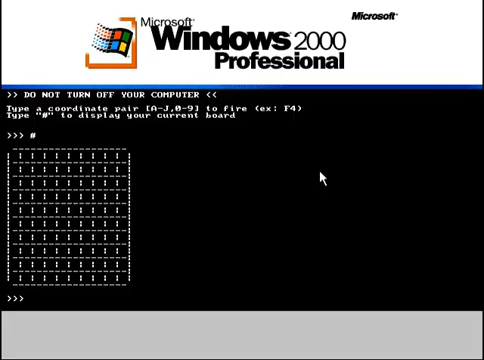 Microsoft
Microsoft
Windows 2000
Professional
>> DO NOT TURN OFF YOUR COMPUTER <<
Type a coordinate pair [A-J,0-9] to fire (ex: F4)
Type "#" to display your current board
>>> #
>>>